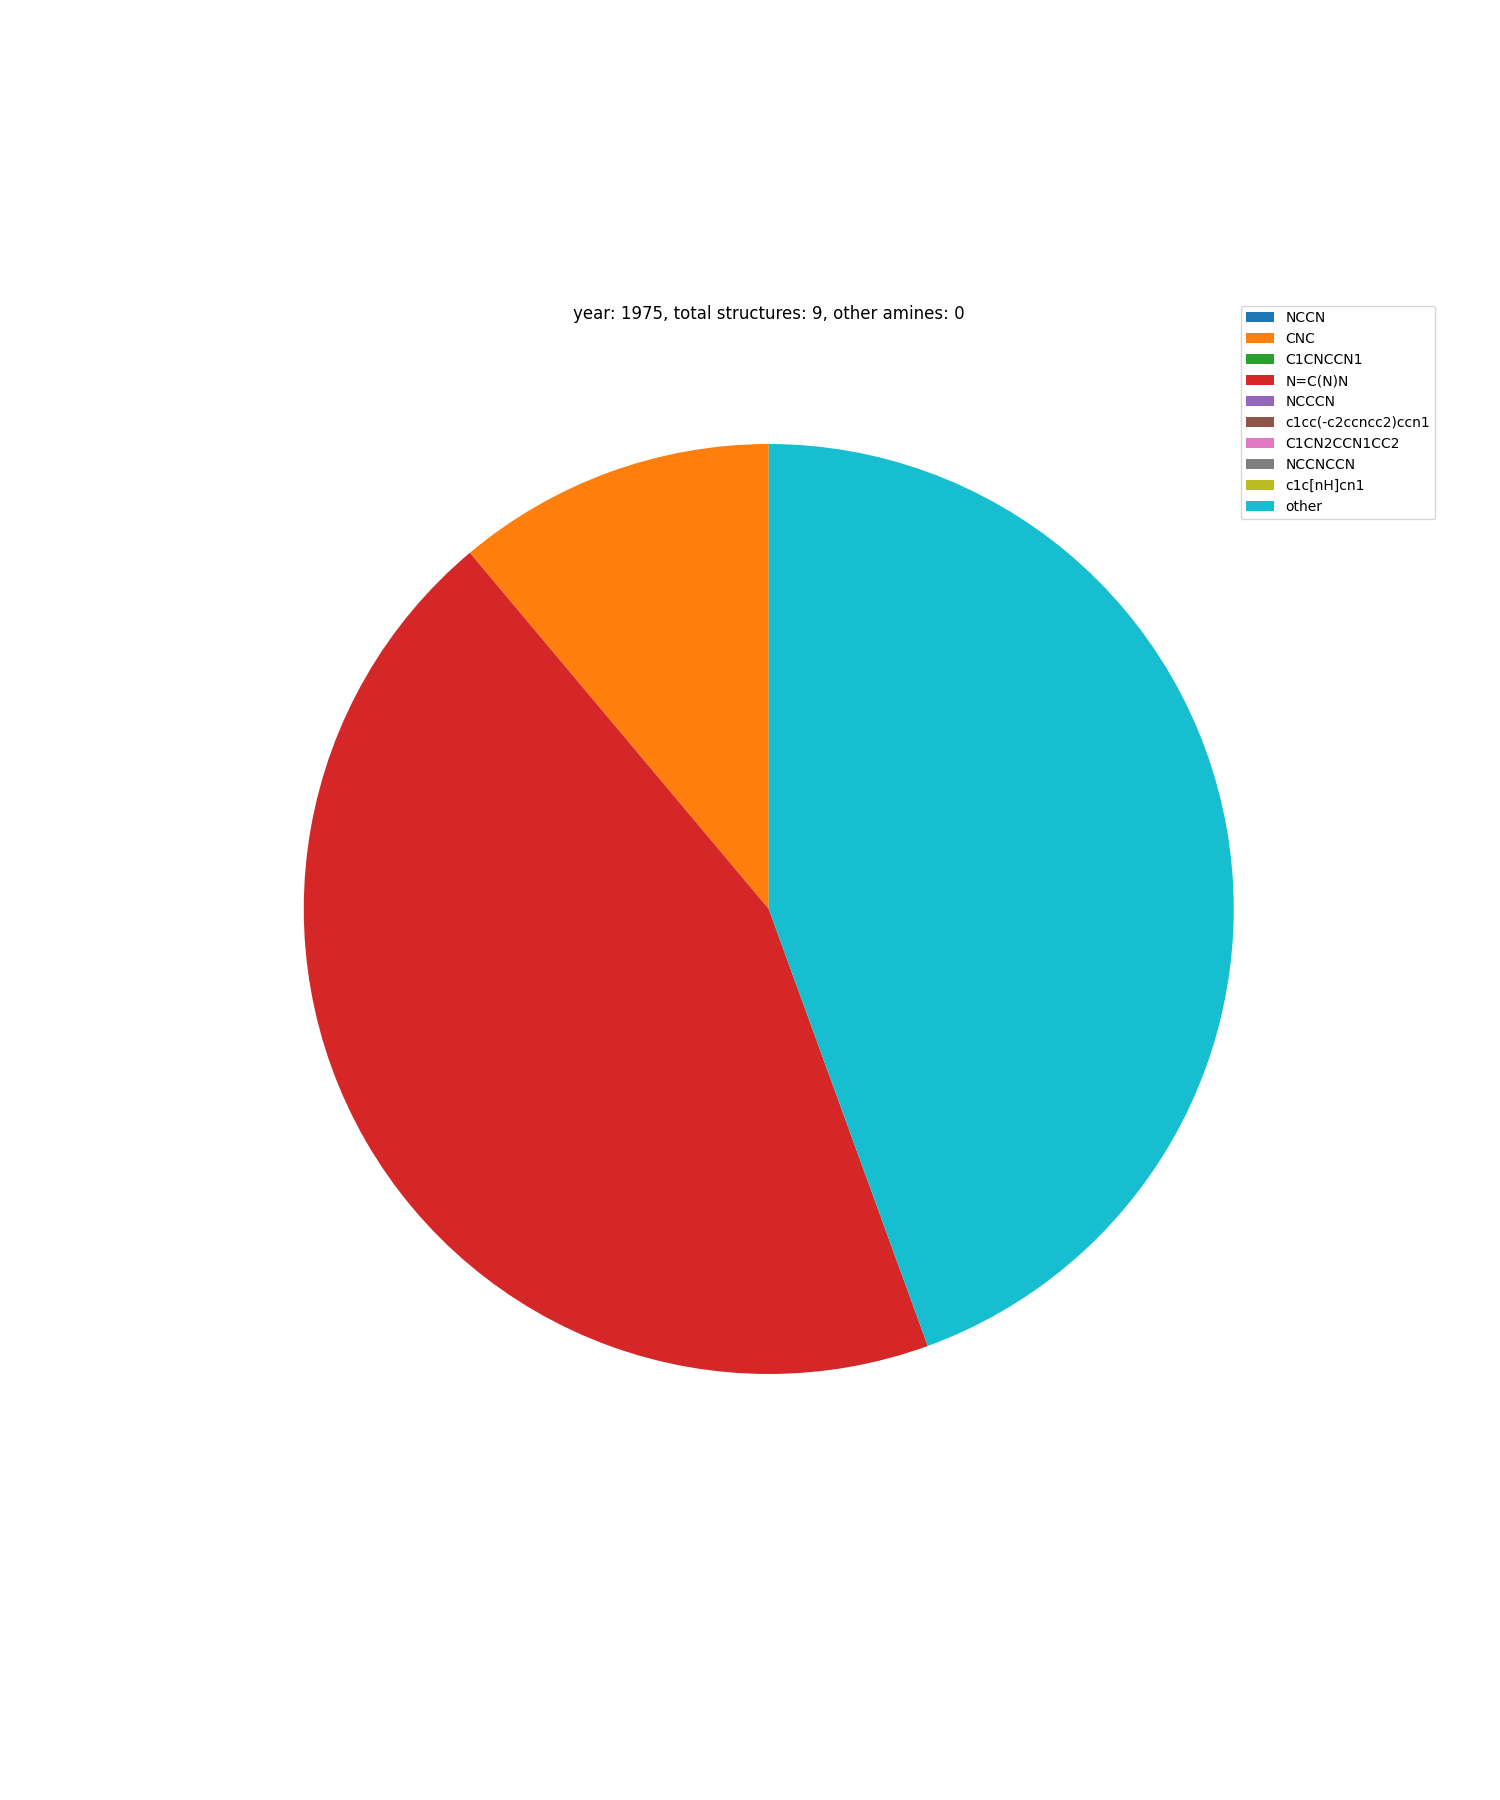 year: 1975, total structures: 9, other amines: 0
NCCN
CNC
C1CNCCN1
N=C(N)N
NCCCN
c1cc(-c2ccncc2)ccn1
C1CN2CCN1CC2
NCCNCCN
c1c[nH]cn1
other